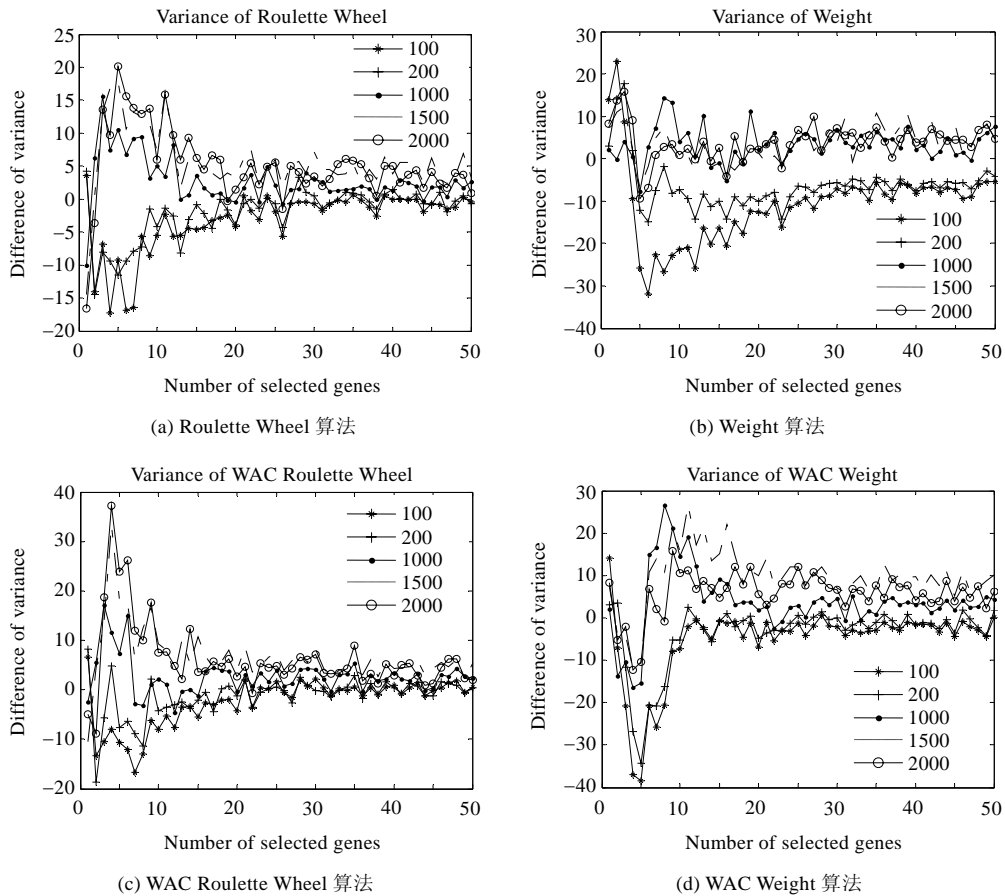 Variance of Roulette Wheel
25
20
15
10
5
0
−5
−10
−15
−20
Difference of variance
0 10 20 30 40 50
Number of selected genes
100
200
1000
1500
2000
(a) Roulette Wheel 算法
Variance of Weight
30
20
10
0
−10
−20
−30
−40
Difference of variance
0 10 20 30 40 50
Number of selected genes
100
200
1000
1500
2000
(b) Weight 算法
Variance of WAC Roulette Wheel
40
30
20
10
0
−10
−20
Difference of variance
0 10 20 30 40 50
Number of selected genes
100
200
1000
1500
2000
(c) WAC Roulette Wheel 算法
Variance of WAC Weight
30
20
10
0
−10
−20
−30
−40
Difference of variance
0 10 20 30 40 50
Number of selected genes
100
200
1000
1500
2000
(d) WAC Weight 算法